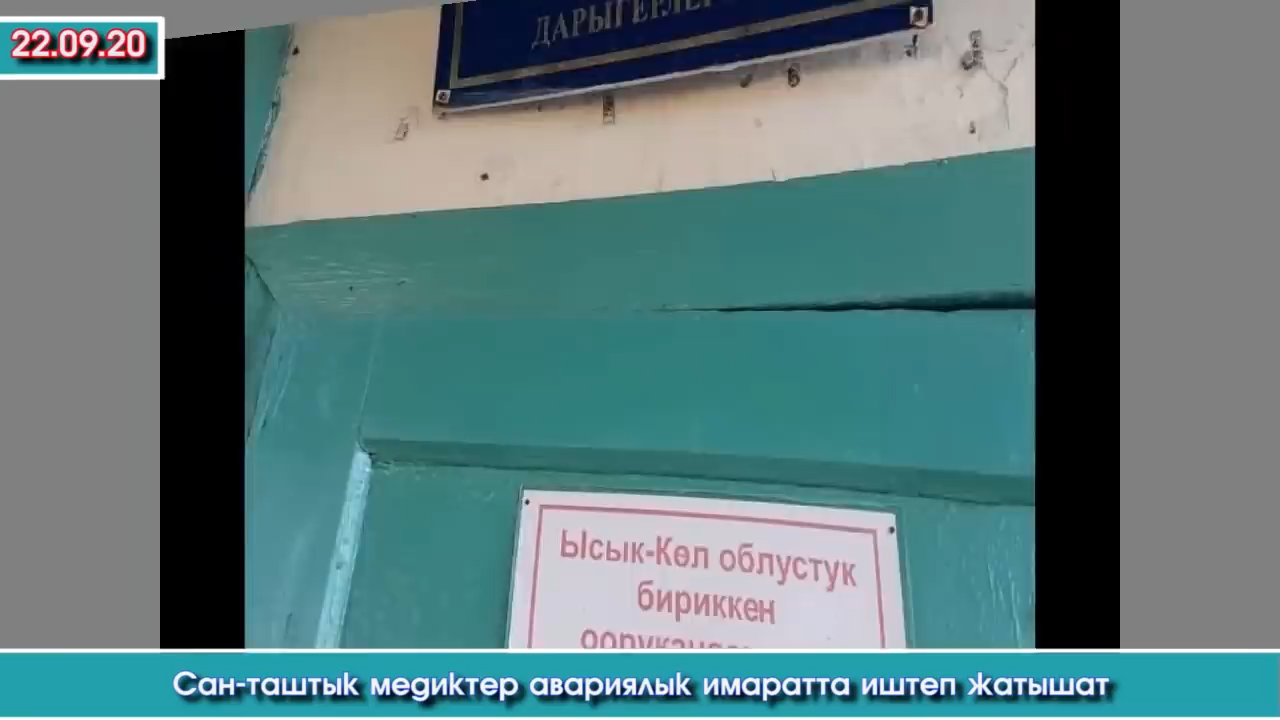 22.09.20
Ысык-Көл облустук
бириккен
Сан-таштык медиктер авариялык имаратта иштеп жатышат